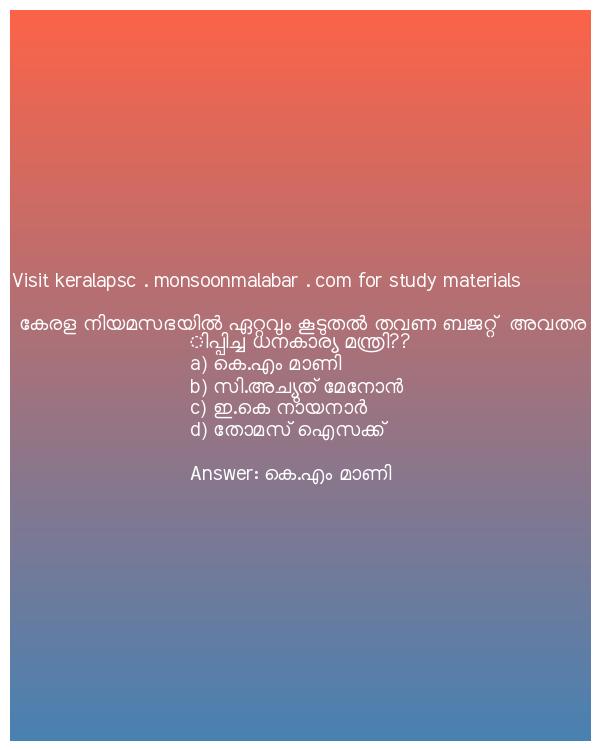 Visit keralapsc . monsoonmalabar . com for study materials
കേരള നിയമസഭയിൽ ഏറ്റവും കൂടുതൽ തവണ ബജറ്റ്  അവതര
ിപ്പിച്ച ധനകാര്യ മന്ത്രി??
a) കെ.എം മാണി
b) സി.അച്യുത് മേനോൻ
c) ഇ.കെ നായനാർ
d) തോമസ് ഐസക്ക്
Answer: കെ.എം മാണി